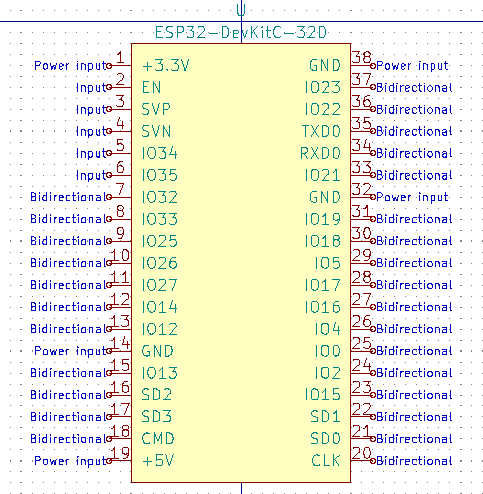 U
ESP32-DevKitC-32D
Power input 1 +3.3V GND 38 Power input
Input 2 EN IO23 37 Bidirectional
Input 3 SVP IO22 36 Bidirectional
Input 4 SVN TXD0 35 Bidirectional
Input 5 IO34 RXD0 34 Bidirectional
Input 6 IO35 IO21 33 Bidirectional
Bidirectional 7 IO32 GND 32 Power input
Bidirectional 8 IO33 IO19 31 Bidirectional
Bidirectional 9 IO25 IO18 30 Bidirectional
Bidirectional 10 IO26 IO5 29 Bidirectional
Bidirectional 11 IO27 IO17 28 Bidirectional
Bidirectional 12 IO14 IO16 27 Bidirectional
Bidirectional 13 IO12 IO4 26 Bidirectional
Power input 14 GND IO0 25 Bidirectional
Bidirectional 15 IO13 IO2 24 Bidirectional
Bidirectional 16 SD2 IO15 23 Bidirectional
Bidirectional 17 SD3 SD1 22 Bidirectional
Bidirectional 18 CMD SD0 21 Bidirectional
Power input 19 +5V CLK 20 Bidirectional